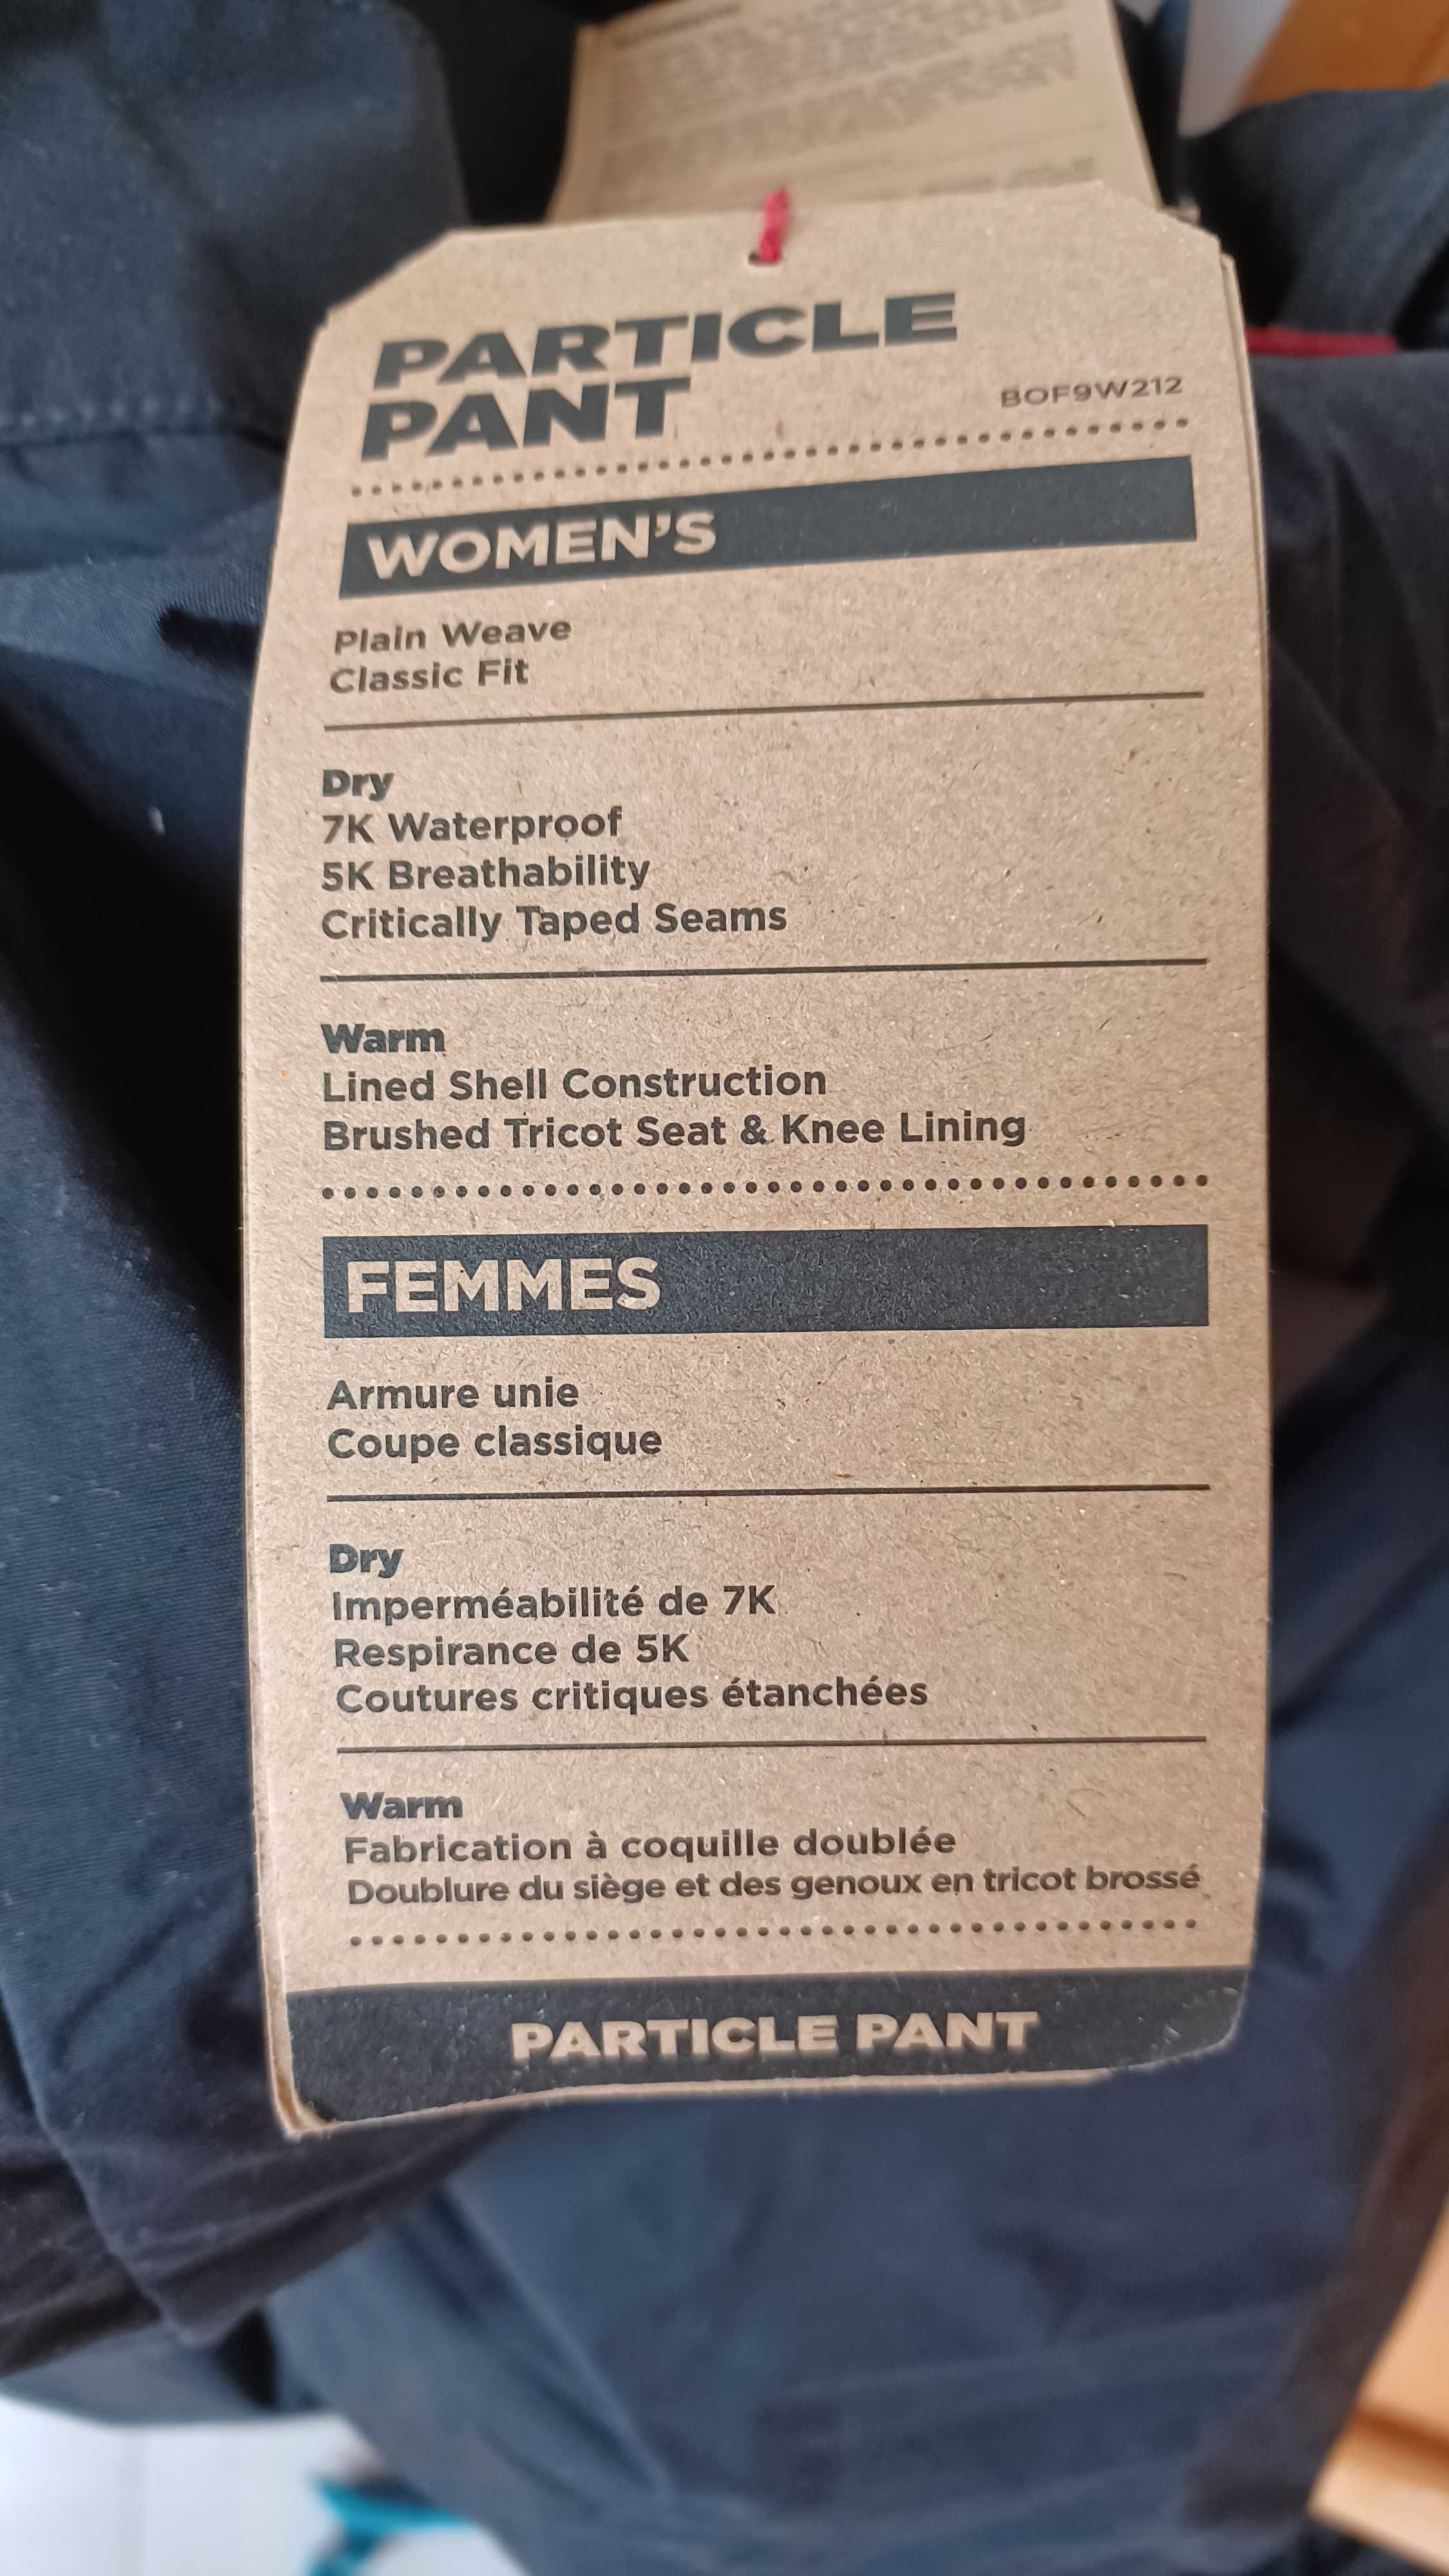 PARTICLE
PANT
BOF9W212
WOMEN'S
Plain Weave
Classic Fit
Dry
7K Waterproof
5K Breathability
Critically Taped Seams
Warm
Lined Shell Construction
Brushed Tricot Seat & Knee Lining
FEMMES
Armure unie
Coupe classique
Dry
Imperméabilité de 7K
Respirance de 5K
Coutures critiques étanchées
Warm
Fabrication à coquille doublée
Doublure du siège et des genoux en tricot brossé
PARTICLE PANT